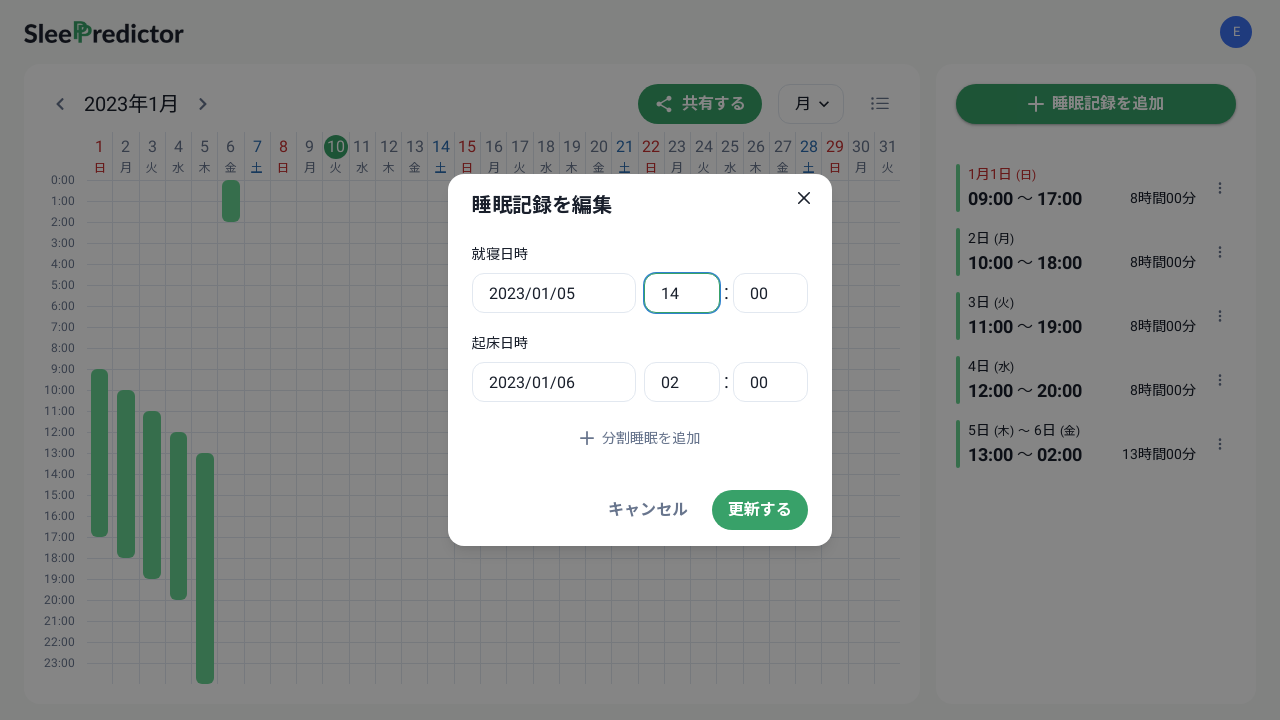 SleePredictor
E
2023年1月
共有する
月
睡眠記録を追加
1 2 3 4 5 6 7 8 9 10 11 12 13 14 15 16 17 18 19 20 21 22 23 24 25 26 27 28 29 30 31
日 月 火 水 木 金 土 日 月 火 水 木 金 土 日 月 火 水 木 金 土 日 月 火 水 木 金 土 日 月 火
0:00
1:00
2:00
3:00
4:00
5:00
6:00
7:00
8:00
9:00
10:00
11:00
12:00
13:00
14:00
15:00
16:00
17:00
18:00
19:00
20:00
21:00
22:00
23:00
睡眠記録を編集
就寝日時
2023/01/05 14 : 00
起床日時
2023/01/06 02 : 00
分割睡眠を追加
キャンセル 更新する
1月1日 (日)
09:00 〜 17:00 8時間00分
2日 (月)
10:00 〜 18:00 8時間00分
3日 (火)
11:00 〜 19:00 8時間00分
4日 (水)
12:00 〜 20:00 8時間00分
5日 (木) 〜 6日 (金)
13:00 〜 02:00 13時間00分